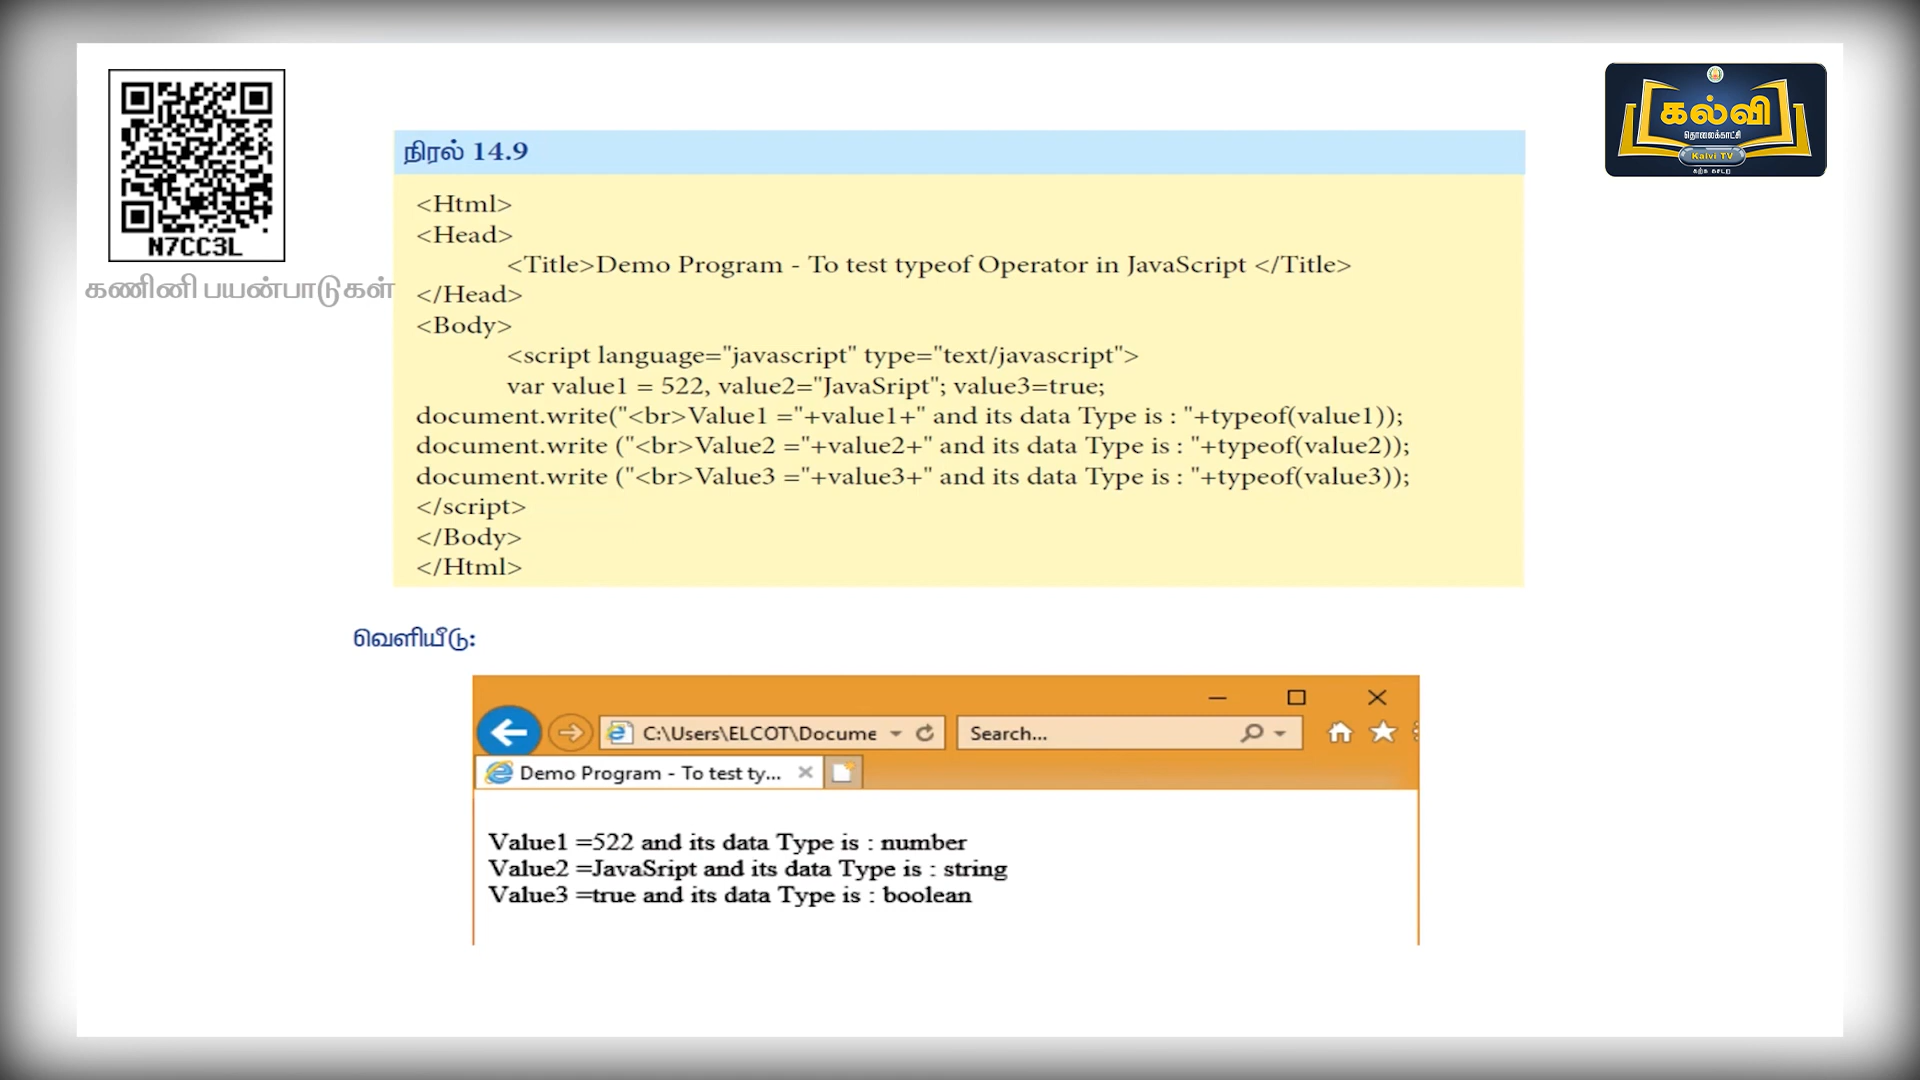 N7CC3L
கணினி பயன்பாடுகள்
கல்வி
தொலைக்காட்சி
Kalvi TV
கற்க கசடற
நிரல் 14.9
<Html>
<Head>
<Title>Demo Program - To test typeof Operator in JavaScript </Title>
</Head>
<Body>
<script language="javascript" type="text/javascript">
var value1 = 522, value2="JavaSript"; value3=true;
document.write("<br>Value1 ="+value1+" and its data Type is : "+typeof(value1));
document.write ("<br>Value2 ="+value2+" and its data Type is : "+typeof(value2));
document.write ("<br>Value3 ="+value3+" and its data Type is : "+typeof(value3));
</script>
</Body>
</Html>
வெளியீடு:
C:\Users\ELCOT\Docume
Search...
Demo Program - To test ty...
Value1 =522 and its data Type is : number
Value2 =JavaSript and its data Type is : string
Value3 =true and its data Type is : boolean